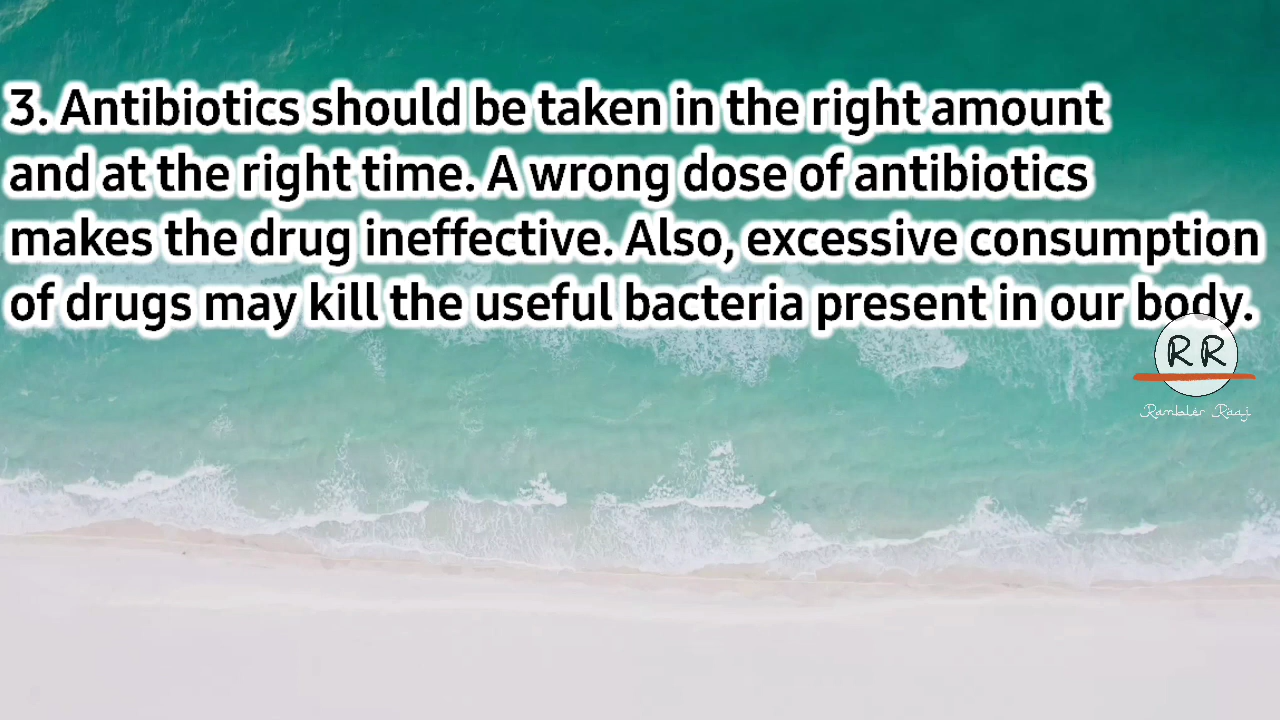 3. Antibiotics should be taken in the right amount
and at the right time. A wrong dose of antibiotics
makes the drug ineffective. Also, excessive consumption
of drugs may kill the useful bacteria present in our body.
RR
Rambler Raaj